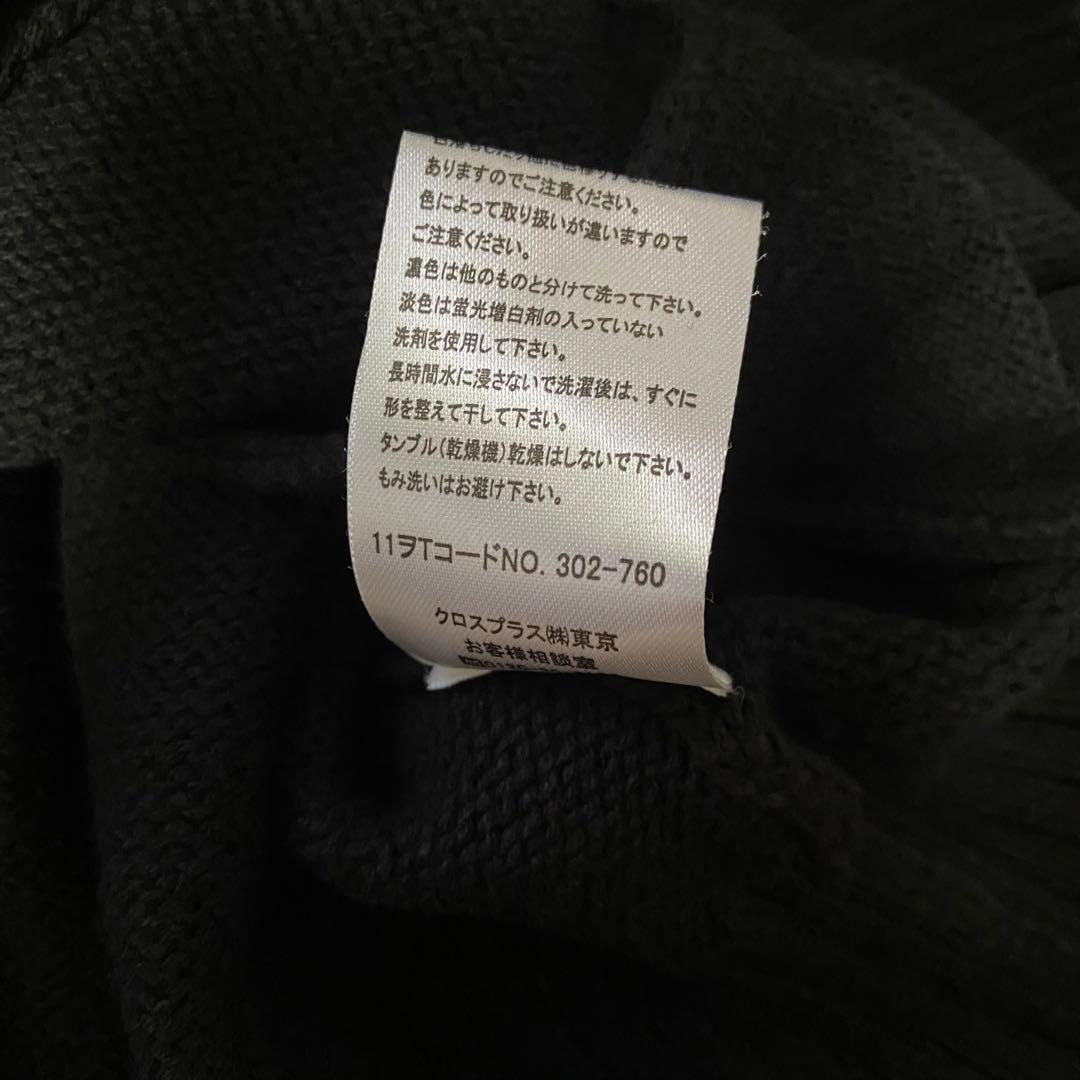 ありますのでご注意ください。
色によって取り扱いが違いますので
ご注意ください。
濃色は他のものと分けて洗って下さい。
淡色は蛍光増白剤の入っていない
洗剤を使用して下さい。
長時間水に浸さないで洗濯後は、すぐに
形を整えて干して下さい。
タンブル(乾燥機)乾燥はしないで下さい。
もみ洗いはお避け下さい。
11ヲTコードNO. 302-760
クロスプラス㈱東京
お客様相談室